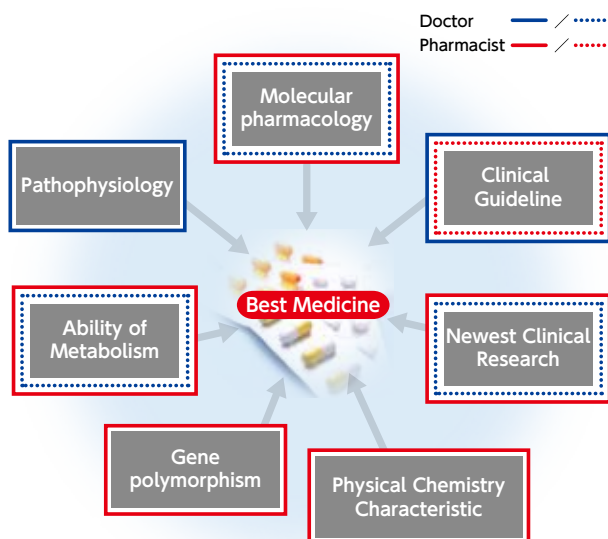 Doctor /
Pharmacist /
Molecular
pharmacology
Pathophysiology
Clinical
Guideline
Best Medicine
Ability of
Metabolism
Newest Clinical
Research
Gene
polymorphism
Physical Chemistry
Characteristic